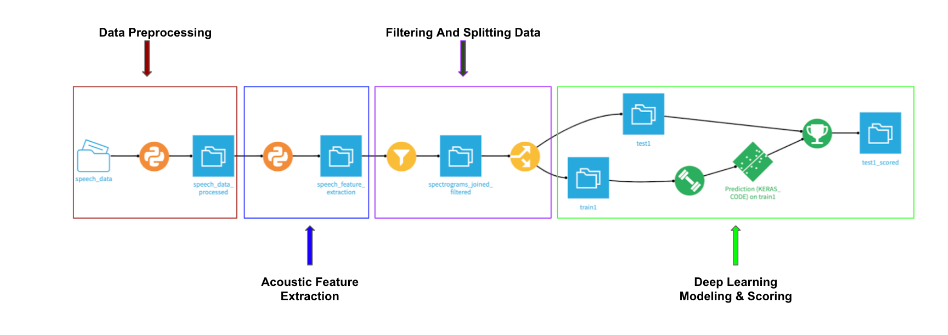 Data Preprocessing
Filtering And Splitting Data
speech_data
speech_data_
processed
speech_feature_
extraction
spectrograms_joined_
filtered
test1
train1
Prediction (KERAS_
CODE) on train1
test1_scored
Acoustic Feature
Extraction
Deep Learning
Modeling & Scoring